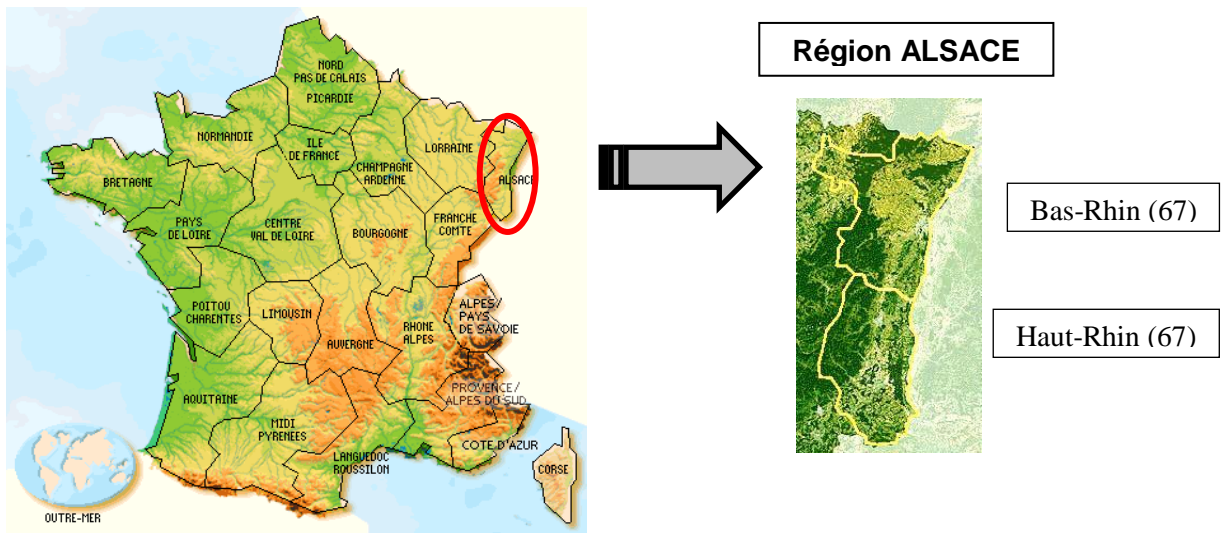 NORD
PAS DE CALAIS
PICARDIE
NORMANDIE
ILE
DE FRANCE
CHAMPAGNE
ARDENNE
LORRAINE
ALSACE
BRETAGNE
PAYS
DE LOIRE
CENTRE
VAL DE LOIRE
BOURGOGNE
FRANCHE
COMTE
POITOU
CHARENTES
LIMOUSIN
AUVERGNE
RHONE
ALPES
ALPES/
PAYS
DE SAVOIE
AQUITAINE
MIDI
PYRENEES
LANGUEDOC
ROUSSILON
PROVENCE/
ALPES DU SUD
COTE D'AZUR
CORSE
OUTRE-MER
Région ALSACE
Bas-Rhin (67)
Haut-Rhin (67)